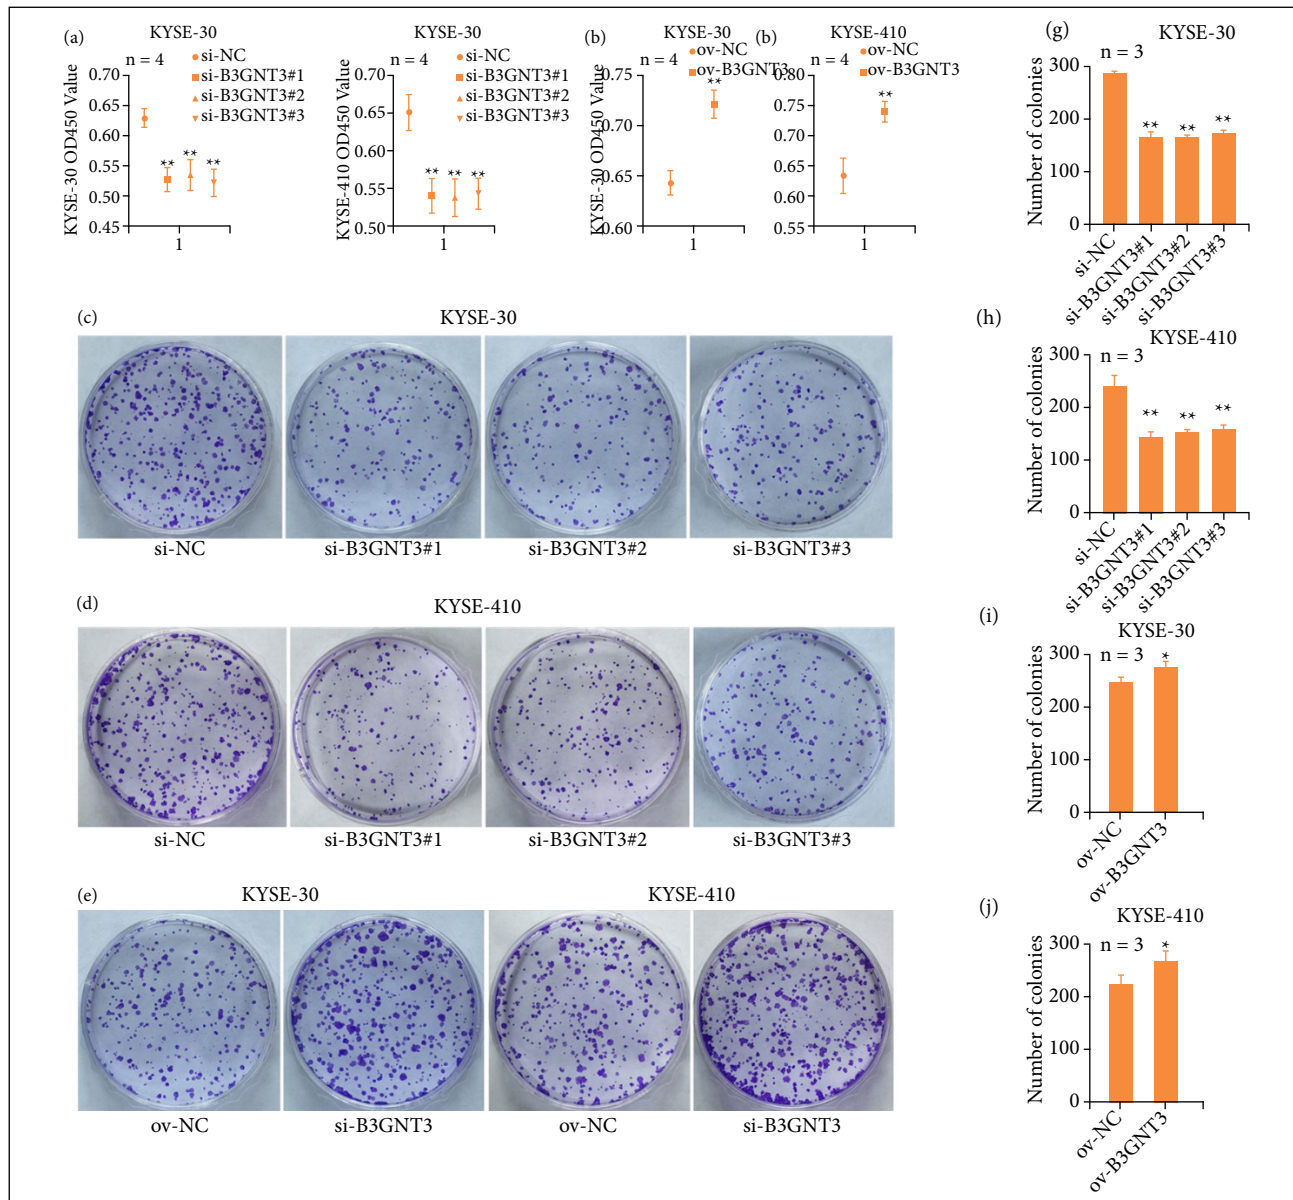 (a)
KYSE-30
n = 4
si-NC
si-B3GNT3#1
si-B3GNT3#2
si-B3GNT3#3
KYSE-30 OD450 Value
0.70
0.65
0.60
0.55
0.50
0.45
**
**
**
1
KYSE-30
n = 4
si-NC
si-B3GNT3#1
si-B3GNT3#2
si-B3GNT3#3
KYSE-410 OD450 Value
0.70
0.65
0.60
0.55
0.50
**
**
**
1
(b)
KYSE-30
n = 4
ov-NC
ov-B3GNT3
KYSE-30 OD450 Value
0.75
0.70
0.65
0.60
**
1
(b)
KYSE-410
n = 4
ov-NC
ov-B3GNT3
0.80
0.75
0.70
0.65
0.60
0.55
**
1
(g)
KYSE-30
n = 3
Number of colonies
300
200
100
0
**
**
**
si-NC
si-B3GNT3#1
si-B3GNT3#2
si-B3GNT3#3
(c)
KYSE-30
si-NC
si-B3GNT3#1
si-B3GNT3#2
si-B3GNT3#3
(h)
KYSE-410
n = 3
Number of colonies
300
200
100
0
**
**
**
si-NC
si-B3GNT3#1
si-B3GNT3#2
si-B3GNT3#3
(d)
KYSE-410
si-NC
si-B3GNT3#1
si-B3GNT3#2
si-B3GNT3#3
(i)
KYSE-30
n = 3
Number of colonies
300
200
100
0
*
ov-NC
ov-B3GNT3
(e)
KYSE-30
KYSE-410
ov-NC
si-B3GNT3
ov-NC
si-B3GNT3
(j)
KYSE-410
n = 3
Number of colonies
300
200
100
0
*
ov-NC
ov-B3GNT3